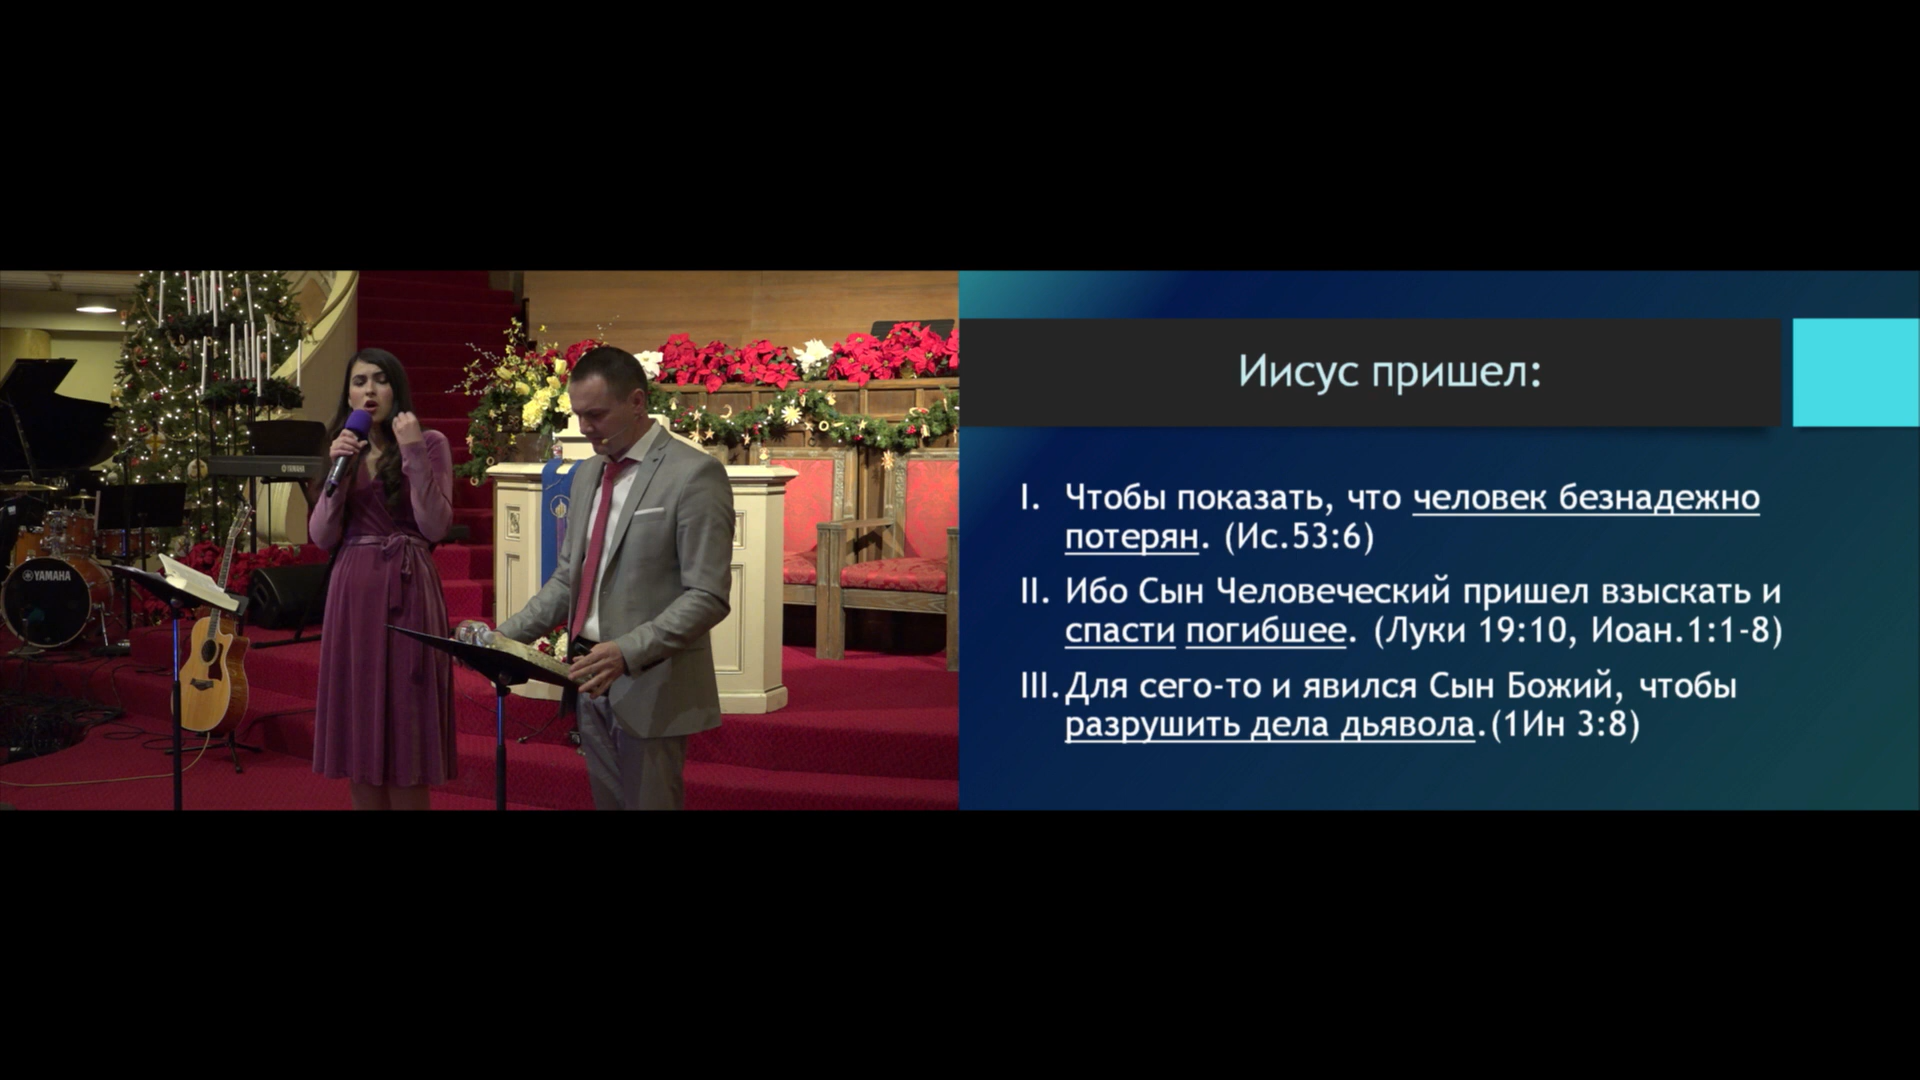 Иисус пришел:
I. Чтобы показать, что человек безнадежно
потерян. (Ис.53:6)
II. Ибо Сын Человеческий пришел взыскать и
спасти погибшее. (Луки 19:10, Иоан.1:1-8)
III. Для сего-то и явился Сын Божий, чтобы
разрушить дела дьявола.(1Ин 3:8)
YAMAHA
YAMAHA